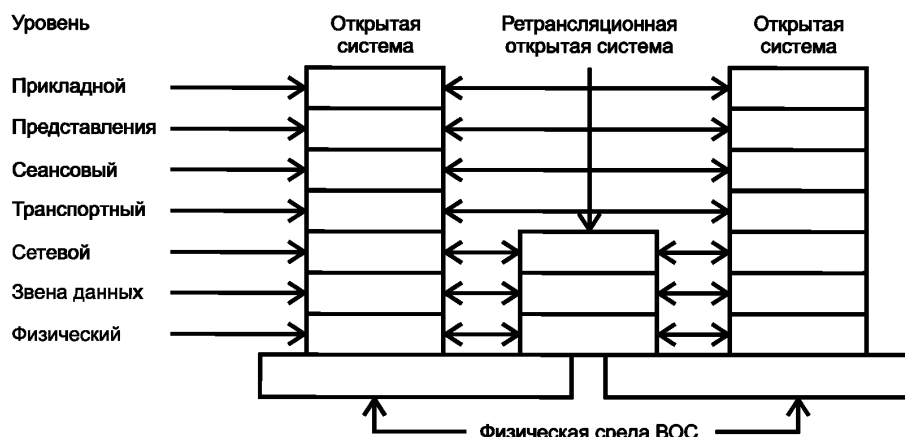 Уровень
Открытая
система
Ретрансляционная
открытая система
Открытая
система
Прикладной
Представления
Сеансовый
Транспортный
Сетевой
Звена данных
Физический
Физическая среда ВОС